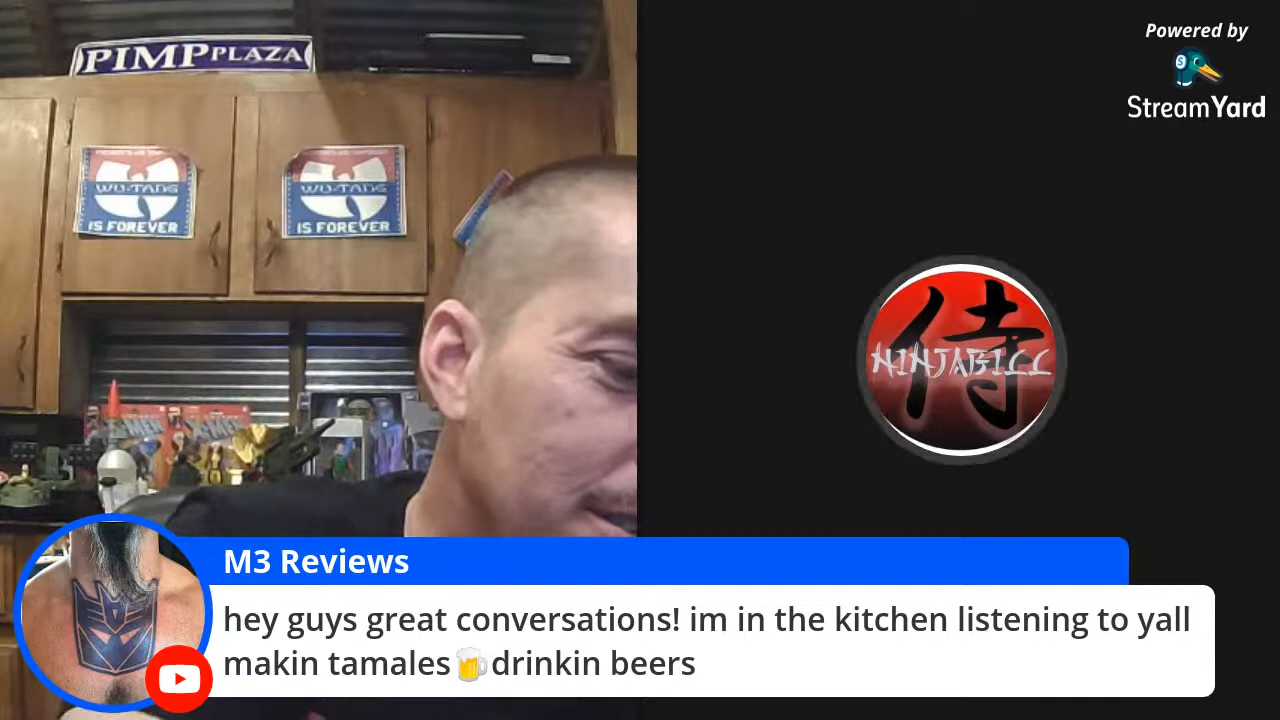 Powered by
StreamYard
PIMP PLAZA
WU-TANG
IS FOREVER
WU-TANG
IS FOREVER
侍
NINJABILL
M3 Reviews
hey guys great conversations! im in the kitchen listening to yall
makin tamales🍺drinkin beers